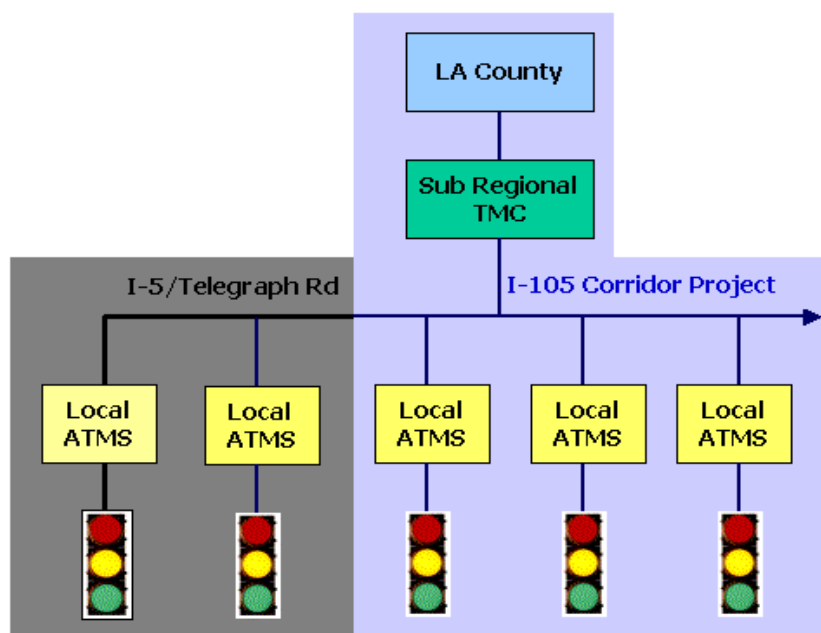 LA County
Sub Regional
TMC
I-5/Telegraph Rd
I-105 Corridor Project
Local
ATMS
Local
ATMS
Local
ATMS
Local
ATMS
Local
ATMS